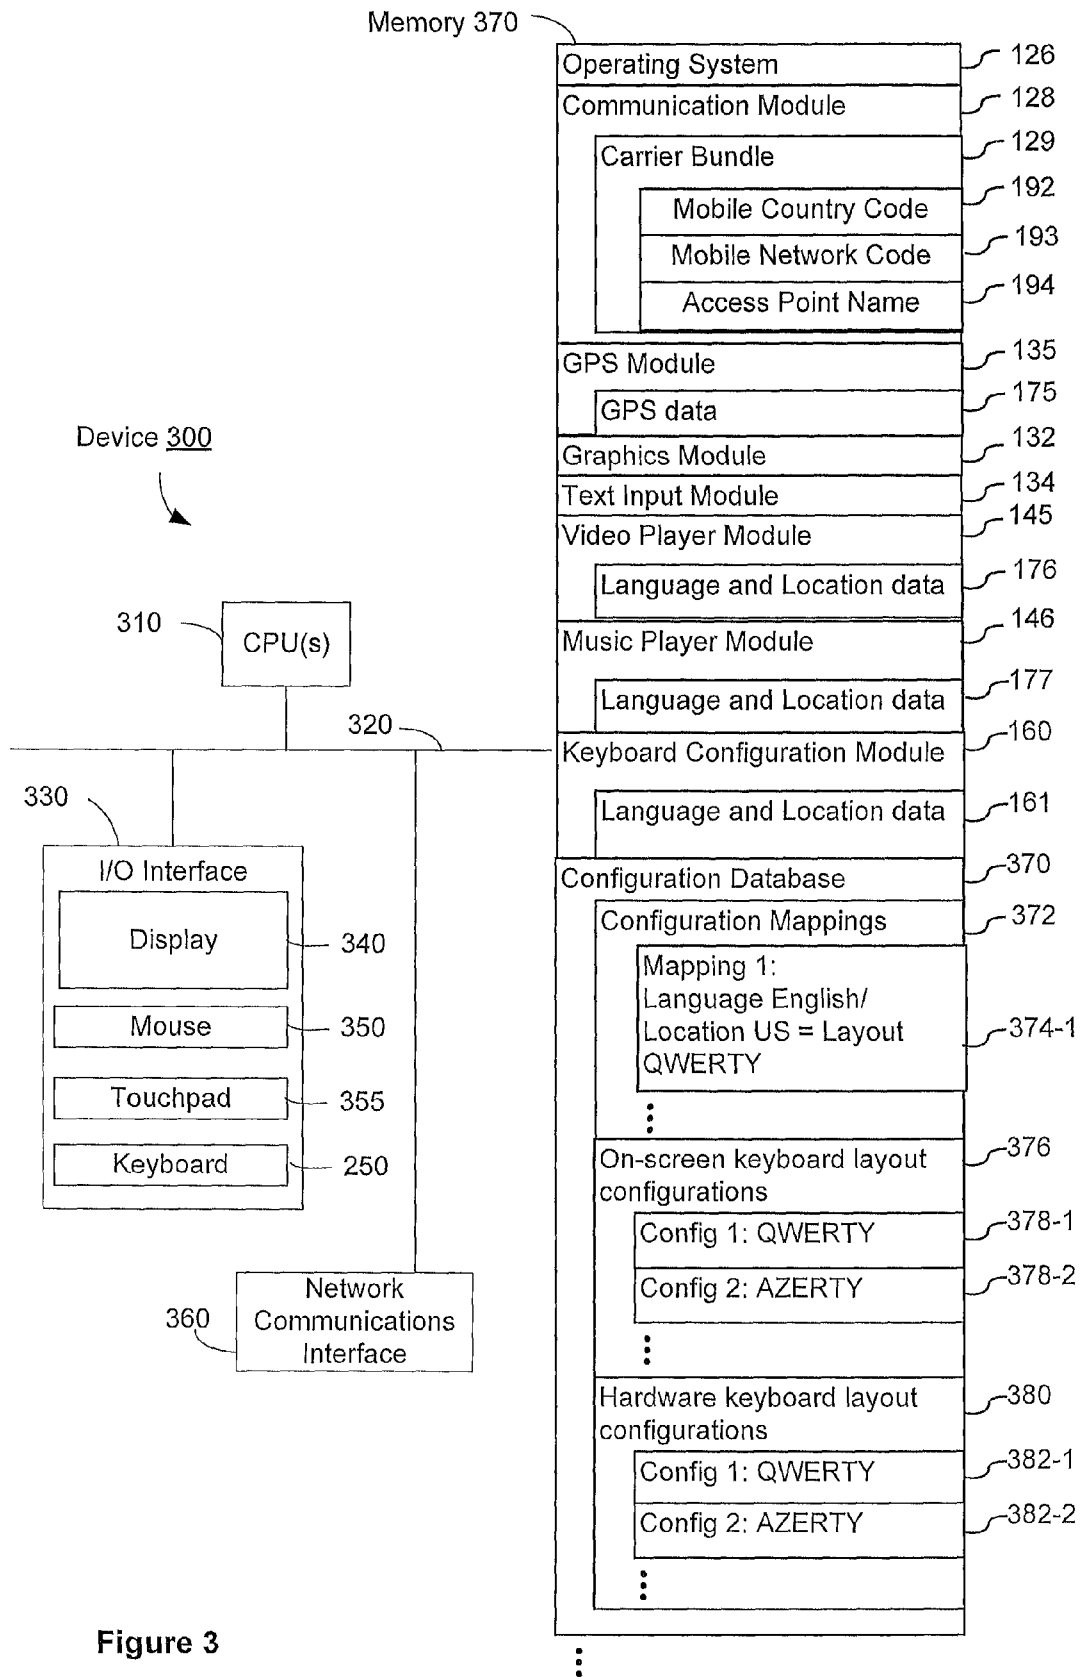 Memory 370
Operating System
126
Communication Module
128
Carrier Bundle
129
Mobile Country Code
192
Mobile Network Code
193
Access Point Name
194
GPS Module
135
GPS data
175
Graphics Module
132
Text Input Module
134
Video Player Module
145
Language and Location data
176
Music Player Module
146
Language and Location data
177
Keyboard Configuration Module
160
Language and Location data
161
Configuration Database
370
Configuration Mappings
372
Mapping 1:
Language English/
Location US = Layout
QWERTY
374-1
On-screen keyboard layout
configurations
376
Config 1: QWERTY
378-1
Config 2: AZERTY
378-2
Hardware keyboard layout
configurations
380
Config 1: QWERTY
382-1
Config 2: AZERTY
382-2
Device 300
310
CPU(s)
320
330
I/O Interface
Display
340
Mouse
350
Touchpad
355
Keyboard
250
360
Network
Communications
Interface
Figure 3